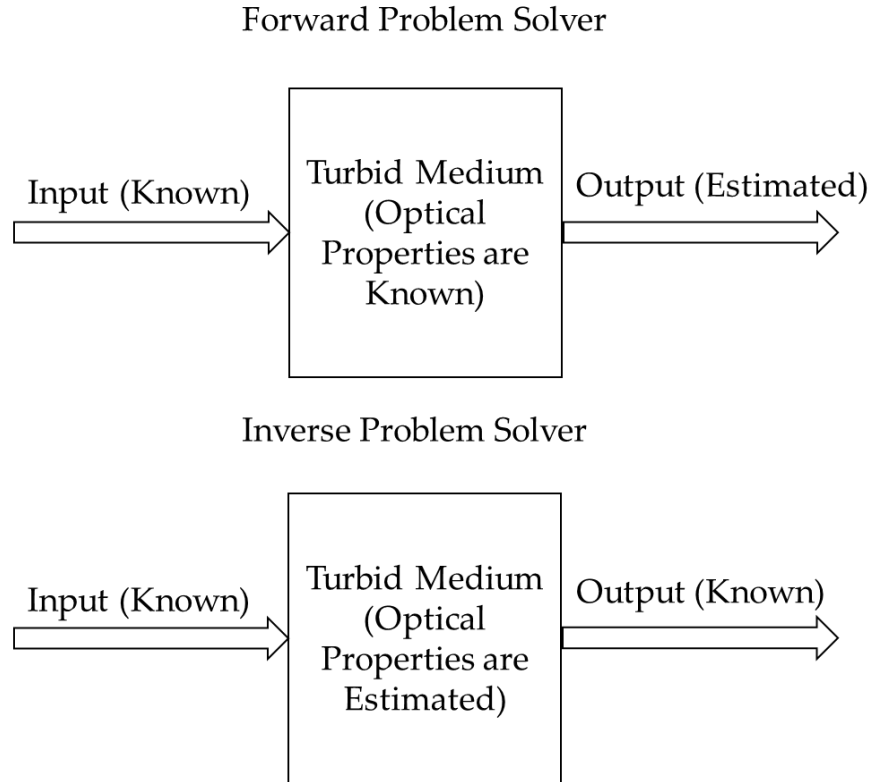 Forward Problem Solver
Input (Known)
Turbid Medium
(Optical
Properties are
Known)
Output (Estimated)
Inverse Problem Solver
Input (Known)
Turbid Medium
(Optical
Properties are
Estimated)
Output (Known)